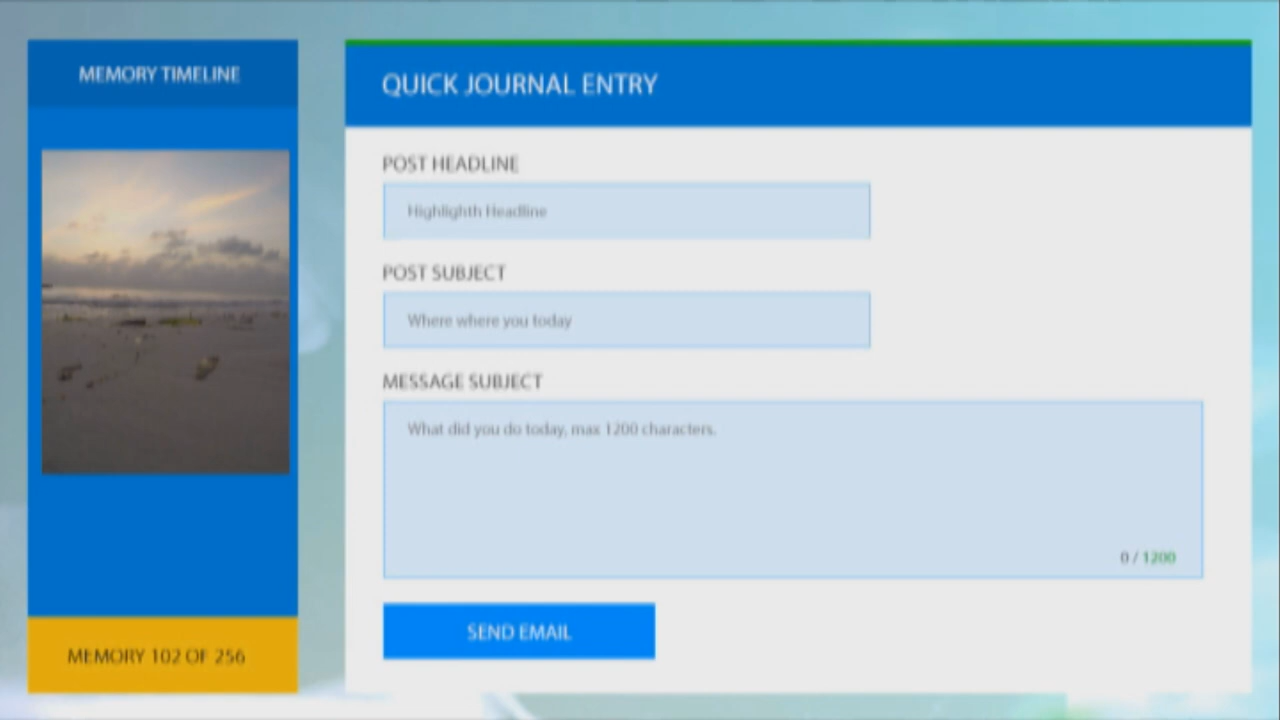 MEMORY TIMELINE
MEMORY 102 OF 256
QUICK JOURNAL ENTRY
POST HEADLINE
Highlighth Headline
POST SUBJECT
Where where you today
MESSAGE SUBJECT
What did you do today, max 1200 characters.
0 / 1200
SEND EMAIL